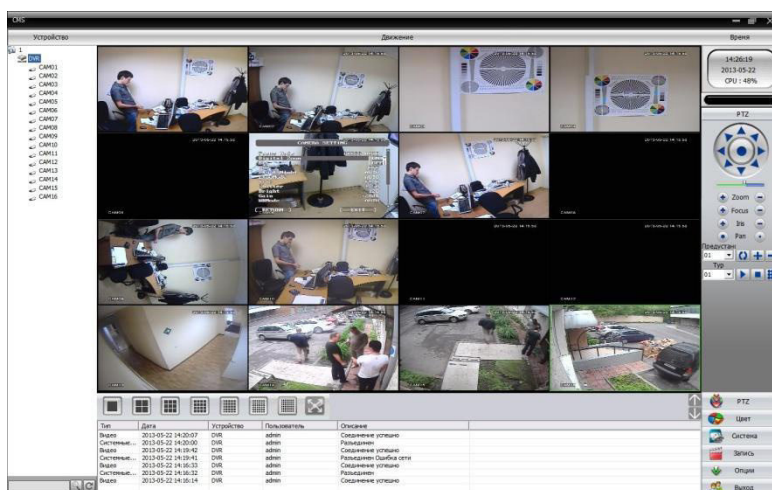 CMS
Устройство
Движение
Время
1
DVR
CAM01
CAM02
CAM03
CAM04
CAM05
CAM06
CAM07
CAM08
CAM09
CAM10
CAM11
CAM12
CAM13
CAM14
CAM15
CAM16
CAMERA SETTING
14:26:19
2013-05-22
CPU : 48%
PTZ
Zoom
Focus
Iris
Pan
Предустан
01
Тур
01
PTZ
Цвет
Система
Запись
Опции
Выход
Тип Дата Устройство Пользователь Описание
Видео 2013-05-22 14:20:07 DVR admin Соединение успешно
Системные... 2013-05-22 14:20:00 DVR admin Разъединен
Видео 2013-05-22 14:19:42 DVR admin Соединение успешно
Системные... 2013-05-22 14:19:41 DVR admin Разъединен Ошибка сети
Видео 2013-05-22 14:16:33 DVR admin Соединение успешно
Системные... 2013-05-22 14:16:32 DVR admin Разъединен
Видео 2013-05-22 14:16:14 DVR admin Соединение успешно